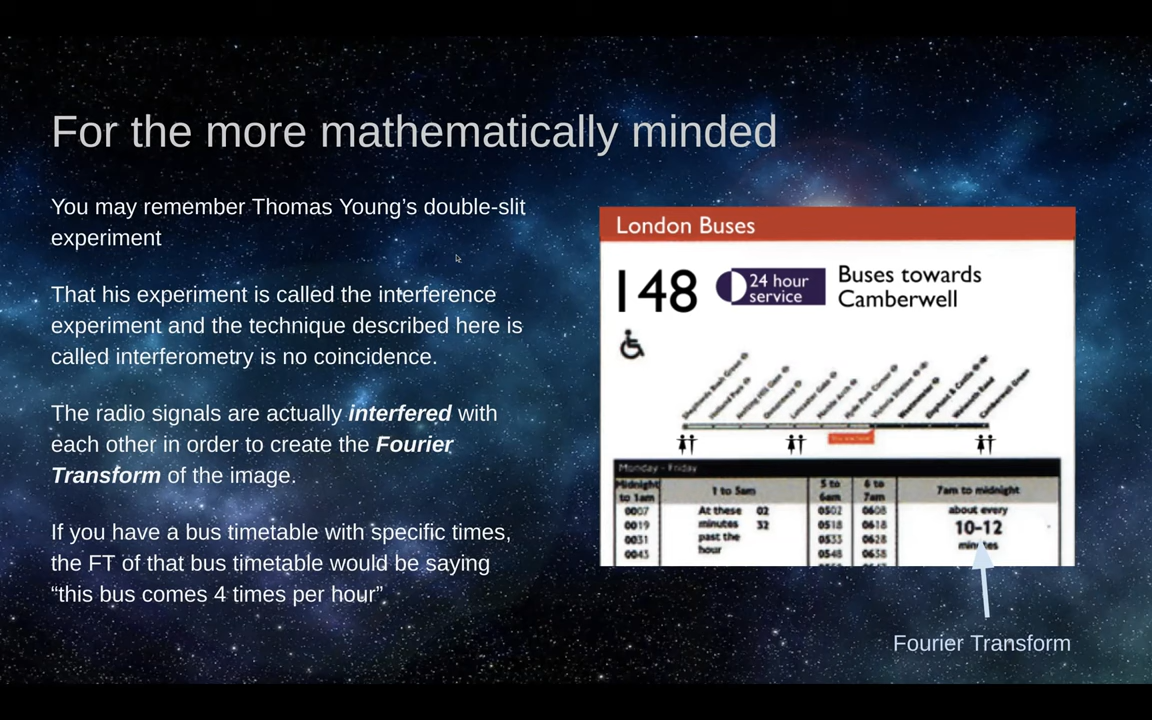 For the more mathematically minded
You may remember Thomas Young’s double-slit
experiment
That his experiment is called the interference
experiment and the technique described here is
called interferometry is no coincidence.
The radio signals are actually interfered with
each other in order to create the Fourier
Transform of the image.
If you have a bus timetable with specific times,
the FT of that bus timetable would be saying
“this bus comes 4 times per hour”
London Buses
148
24 hour
service
Buses towards
Camberwell
Monday - Friday
Midnight
to 1am
1 to 5am
5 to
6am
6 to
7am
7am to midnight
0007
0019
0031
0043
At these 02
minutes 32
past the
hour
0502
0518
0533
0548
0608
0618
0628
0638
about every
10-12
minutes
Fourier Transform